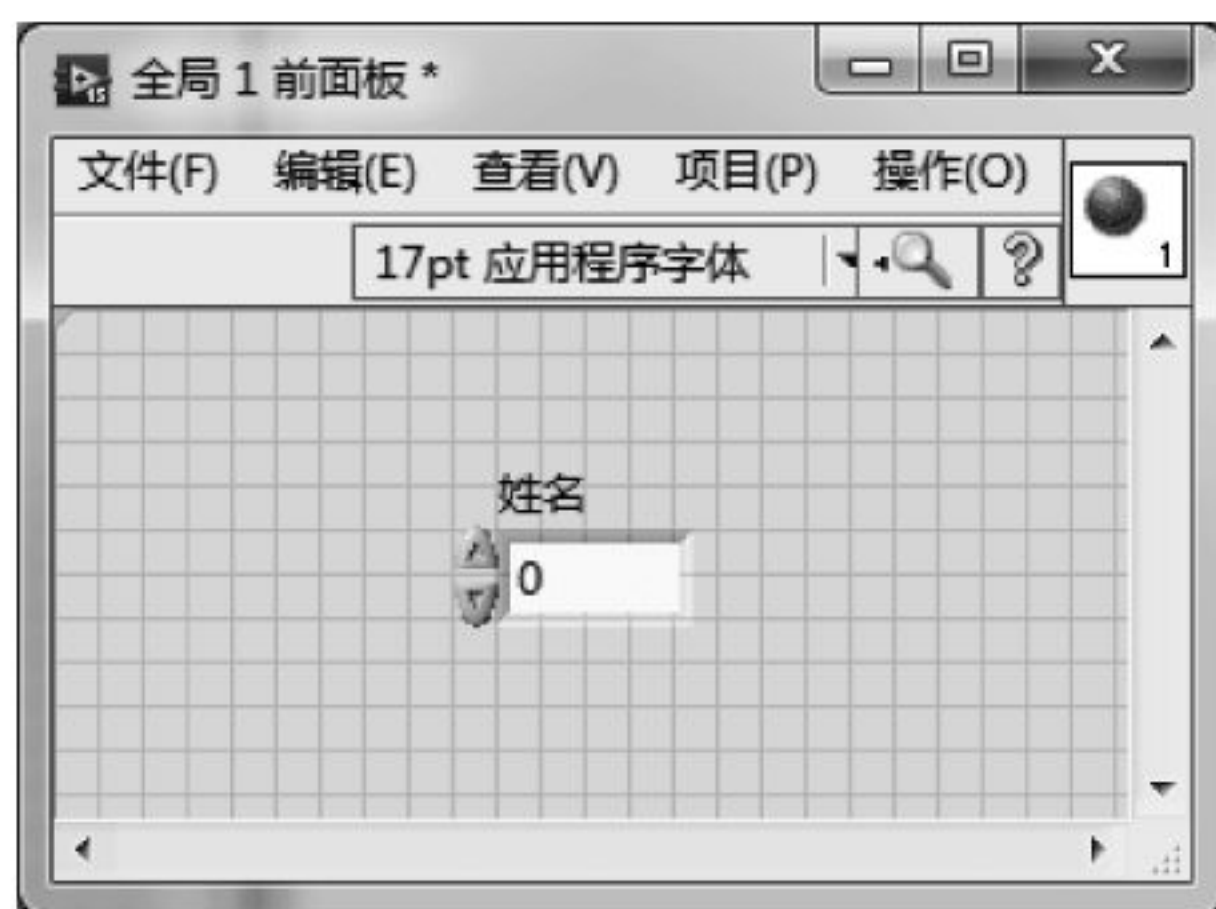 全局 1 前面板 *
文件(F) 编辑(E) 查看(V) 项目(P) 操作(O)
17pt 应用程序字体
1
姓名
0